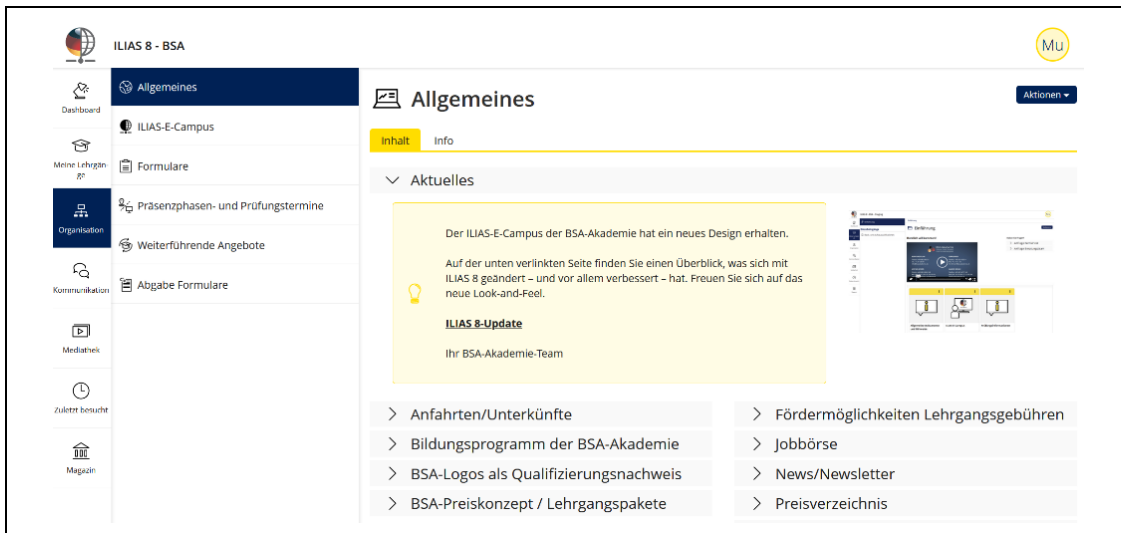 ILIAS 8 - BSA
Mu
Dashboard
Meine Lehrgän-
ge
Organisation
Kommunikation
Mediathek
Zuletzt besucht
Magazin
Allgemeines
ILIAS-E-Campus
Formulare
Präsenzphasen- und Prüfungstermine
Weiterführende Angebote
Abgabe Formulare
Allgemeines
Aktionen
Inhalt Info
Aktuelles
Der ILIAS-E-Campus der BSA-Akademie hat ein neues Design erhalten.
Auf der unten verlinkten Seite finden Sie einen Überblick, was sich mit
ILIAS 8 geändert – und vor allem verbessert – hat. Freuen Sie sich auf das
neue Look-and-Feel.
ILIAS 8-Update
Ihr BSA-Akademie-Team
Einführung
Anfahrten/Unterkünfte
Bildungsprogramm der BSA-Akademie
BSA-Logos als Qualifizierungsnachweis
BSA-Preiskonzept / Lehrgangspakete
Fördermöglichkeiten Lehrgangsgebühren
Jobbörse
News/Newsletter
Preisverzeichnis